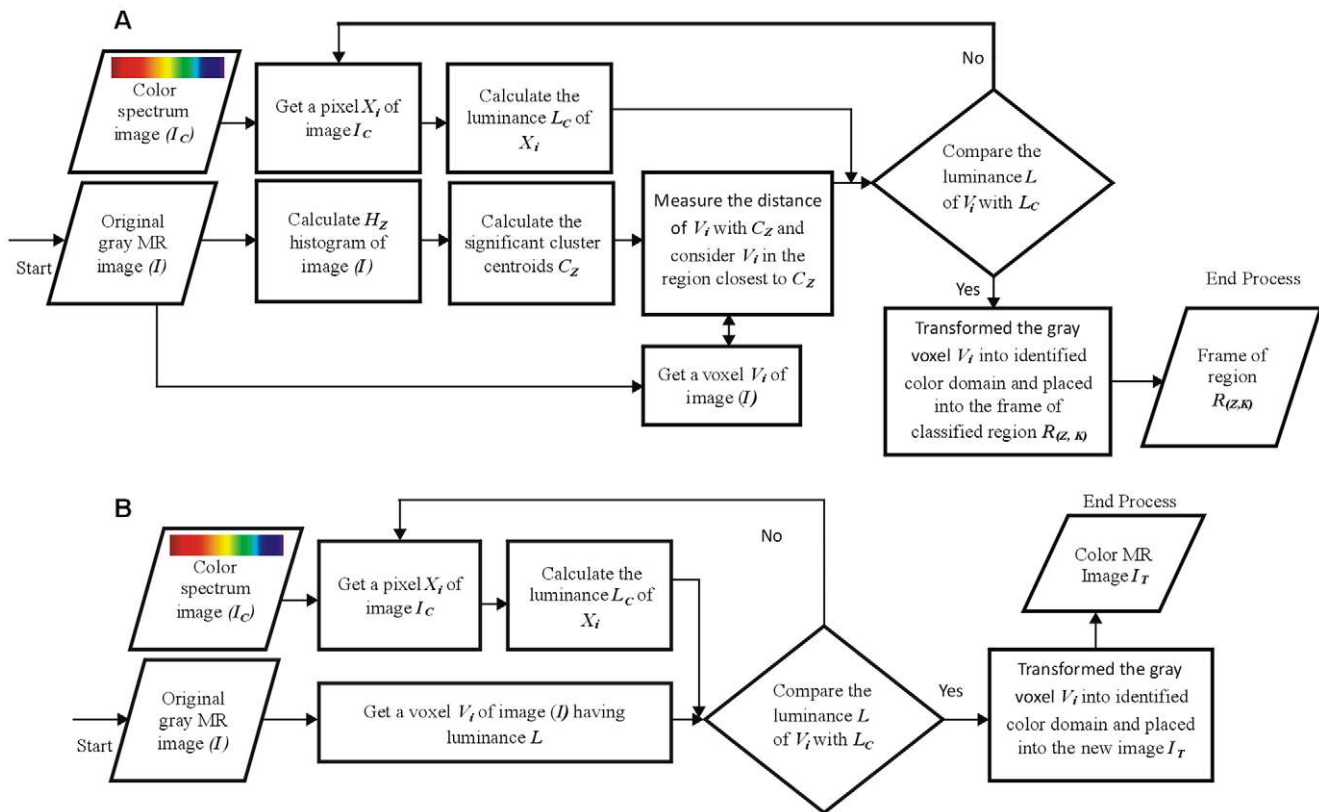 A
Color
spectrum
image (I_C)
Get a pixel X_i of
image I_C
Calculate the
luminance L_C of
X_i
No
Compare the
luminance L
of V_i with L_C
Start
Original
gray MR
image (I)
Calculate H_Z
histogram of
image (I)
Calculate the
significant cluster
centroids C_Z
Measure the distance
of V_i with C_Z and
consider V_i in the
region closest to C_Z
Get a voxel V_i of
image (I)
Yes
Transformed the gray
voxel V_i into identified
color domain and placed
into the frame of
classified region R_(Z, K)
End Process
Frame of
region
R_(Z,K)
B
Color
spectrum
image (I_C)
Get a pixel X_i of
image I_C
Calculate the
luminance L_C of
X_i
No
Start
Original
gray MR
image (I)
Get a voxel V_i of image (I) having
luminance L
Compare the
luminance L
of V_i with L_C
Yes
Transformed the gray
voxel V_i into identified
color domain and placed
into the new image I_T
End Process
Color MR
Image I_T